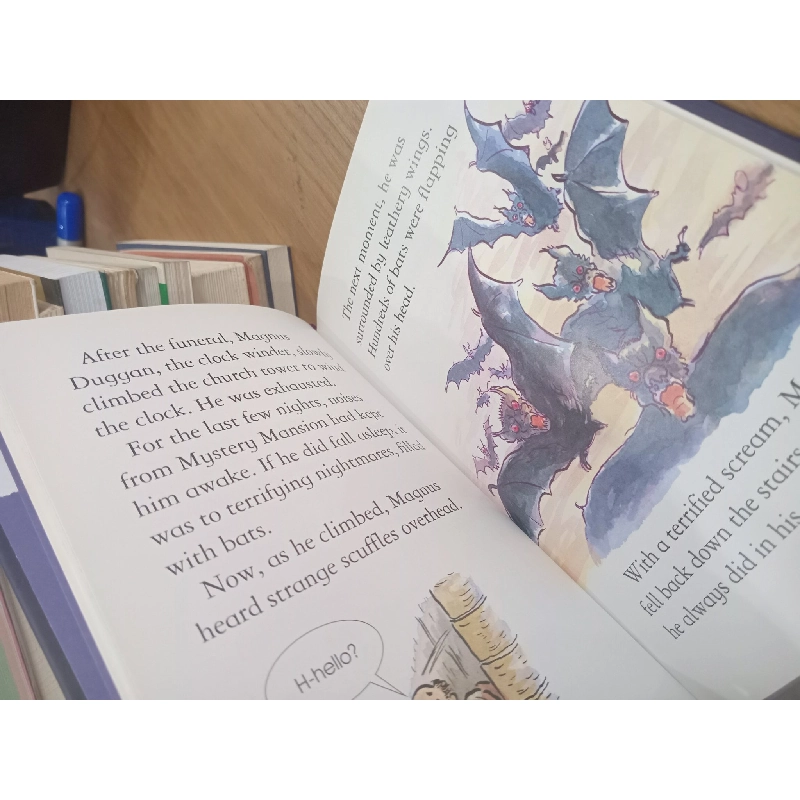 After the funeral, Magnus
Duggan, the clock winder, slowly
climbed the church tower to wind
the clock. He was exhausted.
For the last few nights, noises
from Mystery Mansion had kept
him awake. If he did fall asleep, it
was to terrifying nightmares, filled
with bats.
Now, as he climbed, Magnus
heard strange scuffles overhead.
H-hello?
The next moment, he was
surrounded by leathery wings.
Hundreds of bats were flapping
over his head.
With a terrified scream, M
fell back down the stairs
he always did in his